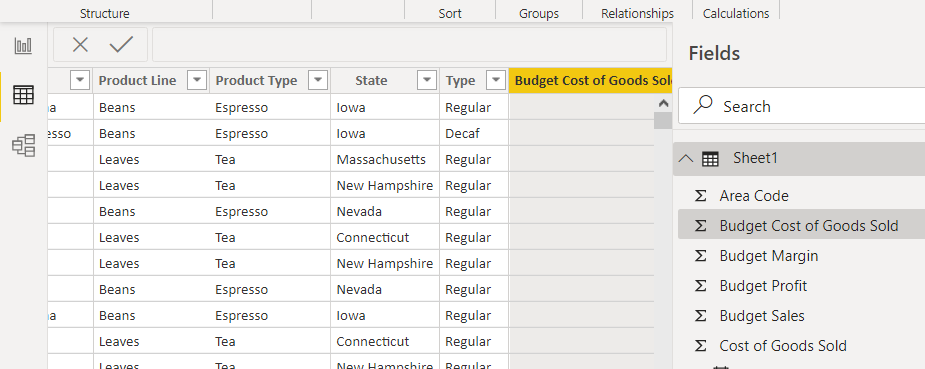 Structure Sort Groups Relationships Calculations
Fields
Product Line Product Type State Type Budget Cost of Goods Sol
Search
na Beans Espresso Iowa Regular
esso Beans Espresso Iowa Decaf
Leaves Tea Massachusetts Regular
Leaves Tea New Hampshire Regular
Beans Espresso Nevada Regular
Leaves Tea Connecticut Regular
Leaves Tea New Hampshire Regular
Beans Espresso Nevada Regular
na Beans Espresso Iowa Regular
Leaves Tea Connecticut Regular
Leaves Tea New Hampshire Regular
Sheet1
Area Code
Budget Cost of Goods Sold
Budget Margin
Budget Profit
Budget Sales
Cost of Goods Sold